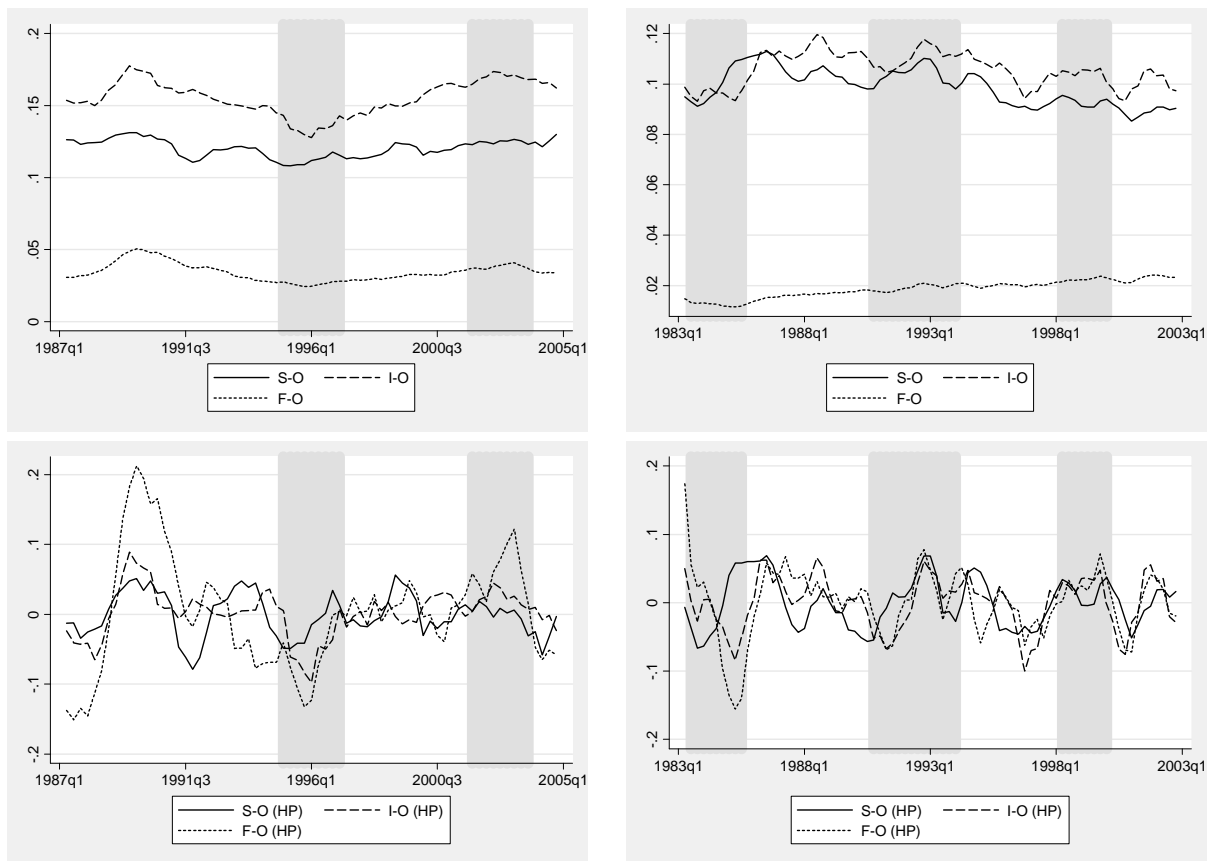 .2
.15
.1
.05
0
1987q1 1991q3 1996q1 2000q3 2005q1
S-O I-O
F-O
.12
.1
.08
.06
.04
.02
1983q1 1988q1 1993q1 1998q1 2003q1
S-O I-O
F-O
.2
.1
0
-.1
-.2
1987q1 1991q3 1996q1 2000q3 2005q1
S-O (HP) I-O (HP)
F-O (HP)
.2
.1
0
-.1
-.2
1983q1 1988q1 1993q1 1998q1 2003q1
S-O (HP) I-O (HP)
F-O (HP)